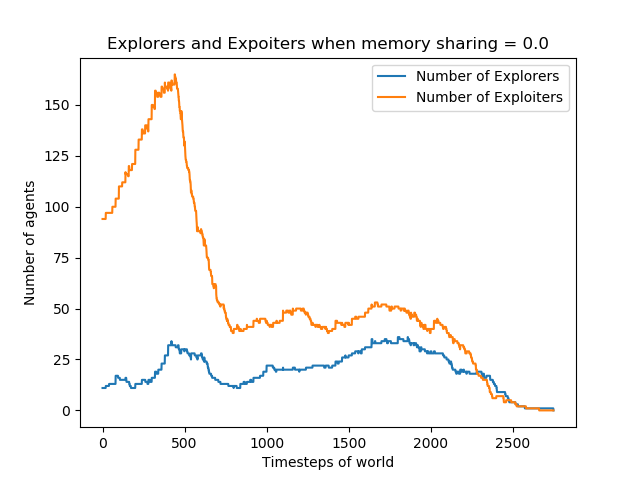 Explorers and Expoiters when memory sharing = 0.0
Number of Explorers
Number of Exploiters
Number of agents
150
125
100
75
50
25
0
0 500 1000 1500 2000 2500
Timesteps of world